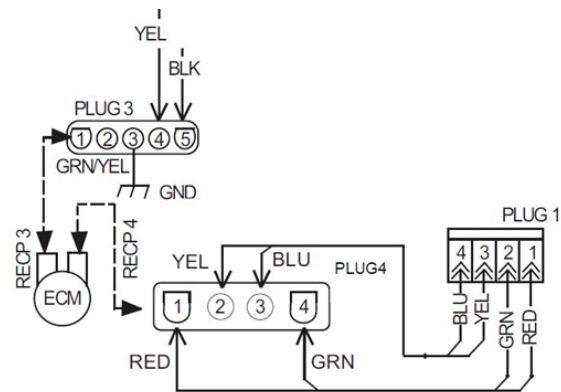 YEL
BLK
PLUG 3
1 2 3 4 5
GRN/YEL
GND
RECP 3
RECP 4
ECM
PLUG 1
4 3 2 1
BLU
YEL
GRN
RED
YEL
BLU
PLUG4
1 2 3 4
RED
GRN